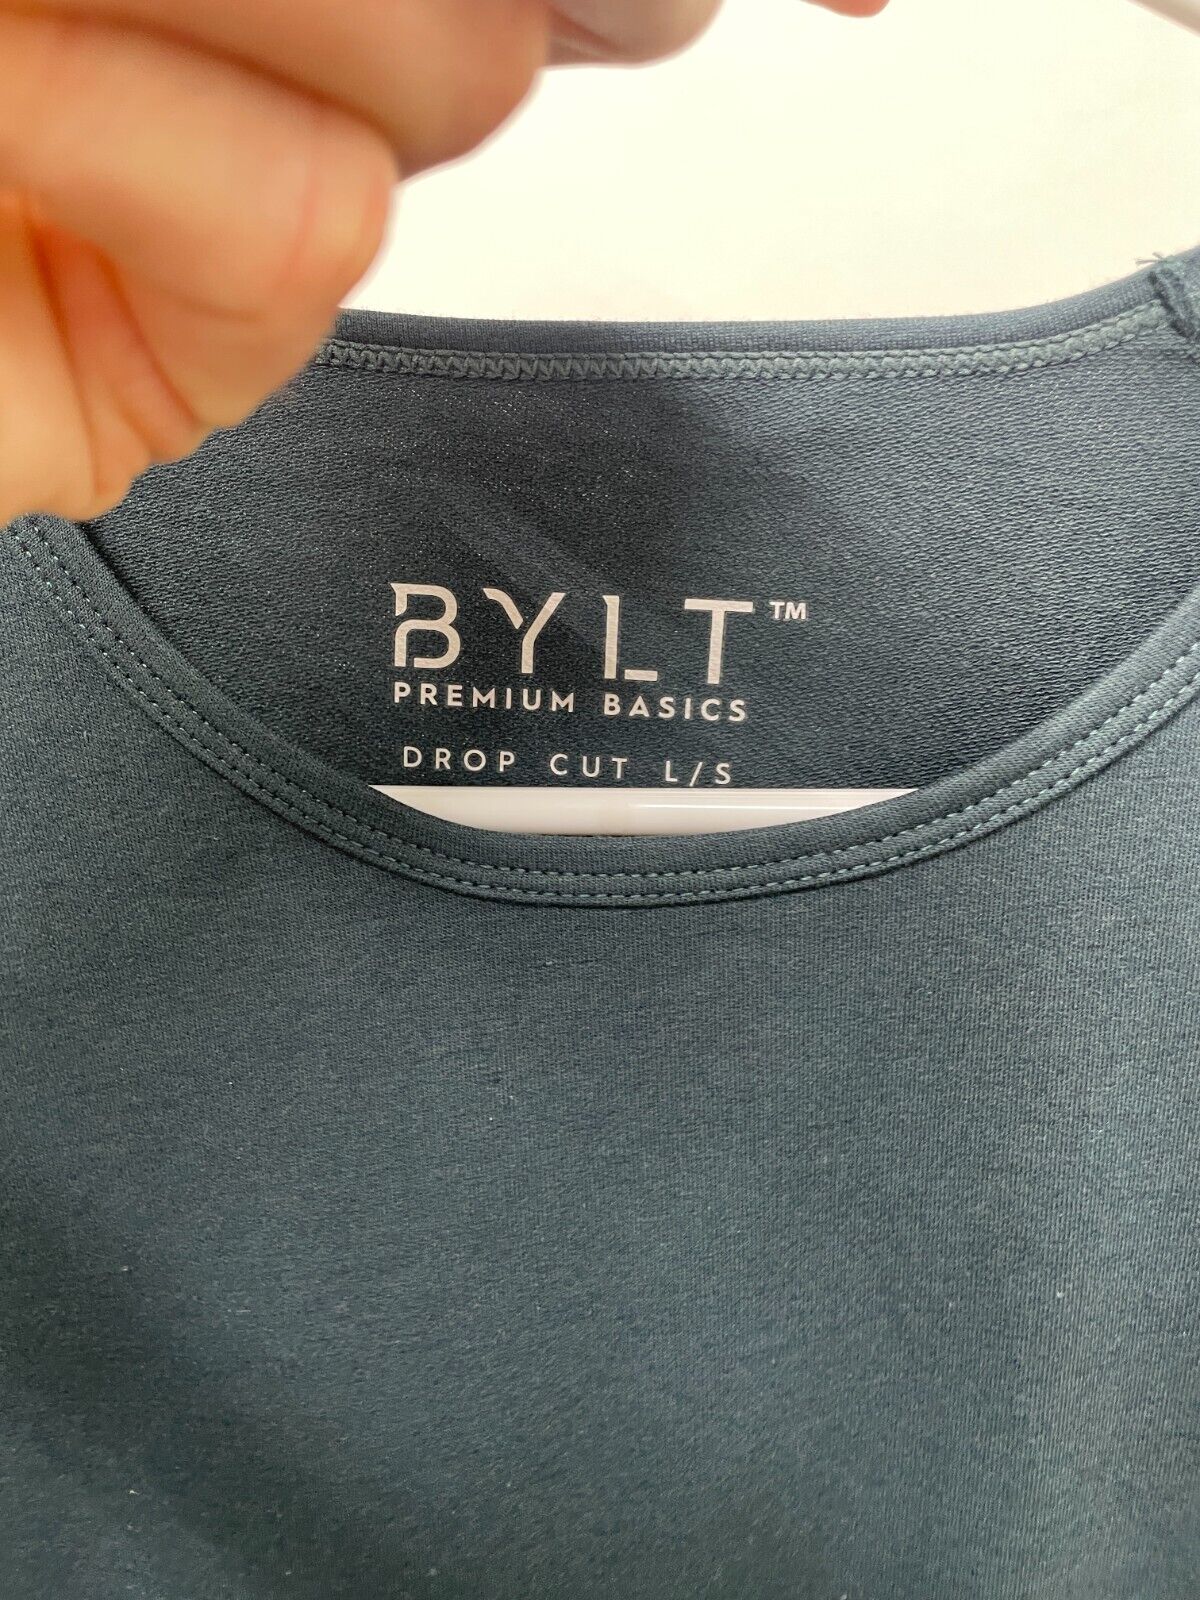 BYLT™
PREMIUM BASICS
DROP CUT L/S